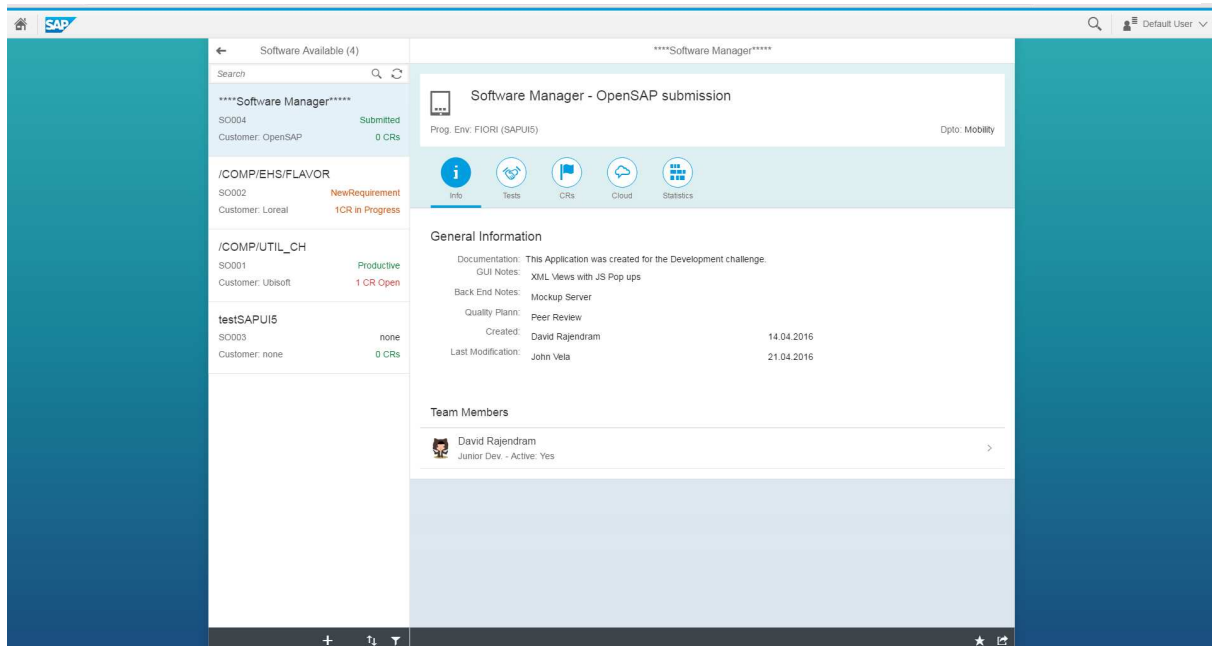 SAP
Default User
Software Available (4)
****Software Manager*****
Search
****Software Manager*****
SO004 Submitted
Customer: OpenSAP 0 CRs
/COMP/EHS/FLAVOR
SO002 NewRequirement
Customer: Loreal 1CR in Progress
/COMP/UTIL_CH
SO001 Productive
Customer: Ubisoft 1 CR Open
testSAPUI5
SO003 none
Customer: none 0 CRs
Software Manager - OpenSAP submission
Prog. Env: FIORI (SAPUI5) Dpto: Mobility
Info Tests CRs Cloud Statistics
General Information
Documentation: This Application was created for the Development challenge.
GUI Notes: XML Views with JS Pop ups
Back End Notes: Mockup Server
Quality Plann: Peer Review
Created: David Rajendram 14.04.2016
Last Modification: John Vela 21.04.2016
Team Members
David Rajendram
Junior Dev. - Active: Yes